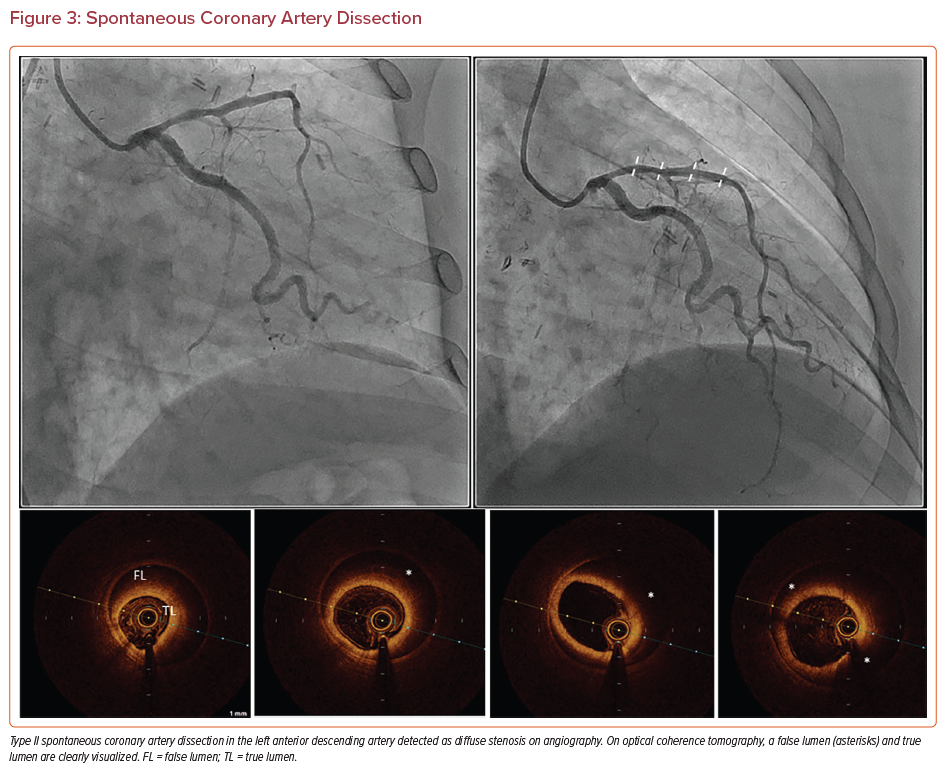 Figure 3: Spontaneous Coronary Artery Dissection
FL
TL
*
*
*
*
1 mm
Type II spontaneous coronary artery dissection in the left anterior descending artery detected as diffuse stenosis on angiography. On optical coherence tomography, a false lumen (asterisks) and true
lumen are clearly visualized. FL = false lumen; TL = true lumen.